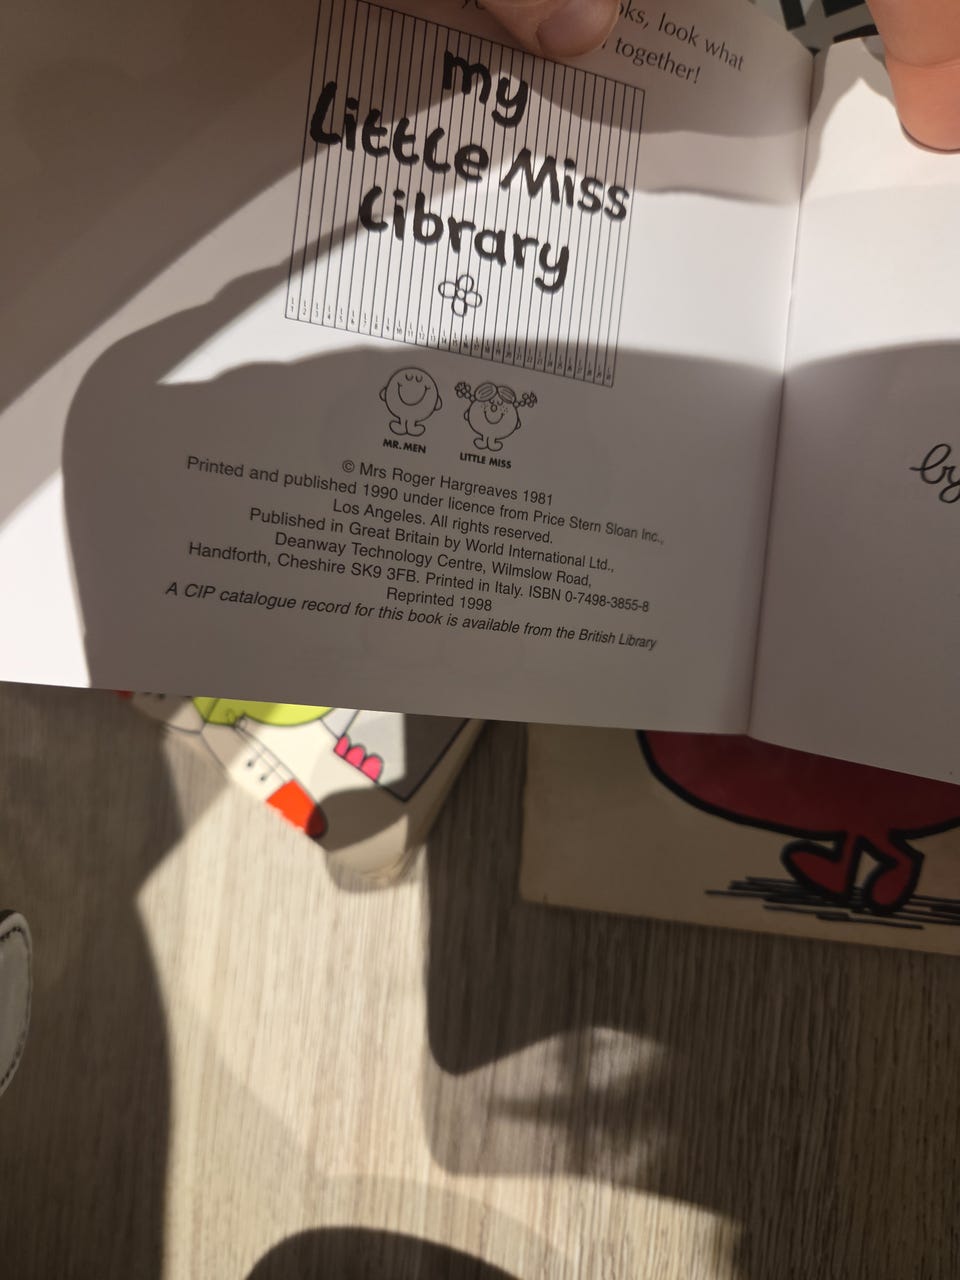 oks, look what
together!
my
Little Miss
Library
MR. MEN
LITTLE MISS
© Mrs Roger Hargreaves 1981
Printed and published 1990 under licence from Price Stern Sloan Inc.,
Los Angeles. All rights reserved.
Published in Great Britain by World International Ltd.,
Deanway Technology Centre, Wilmslow Road,
Handforth, Cheshire SK9 3FB. Printed in Italy. ISBN 0-7498-3855-8
Reprinted 1998
A CIP catalogue record for this book is available from the British Library
by